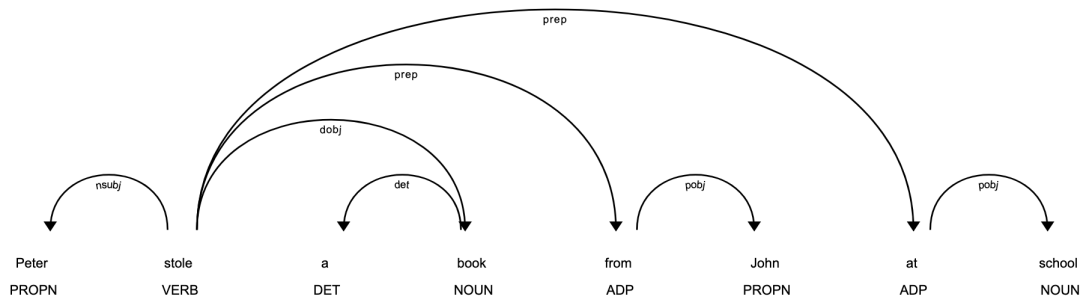 prep
prep
dobj
nsubj det pobj pobj
Peter stole a book from John at school
PROPN VERB DET NOUN ADP PROPN ADP NOUN